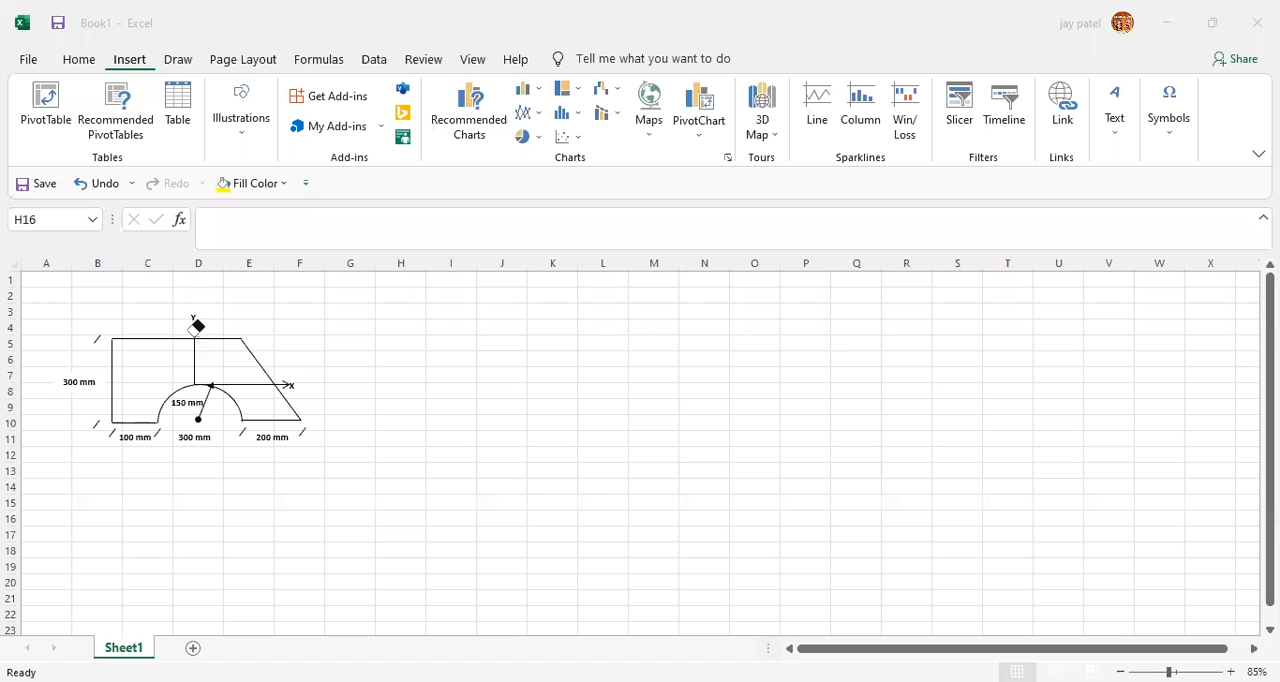 Book1 - Excel
jay patel
File Home Insert Draw Page Layout Formulas Data Review View Help Tell me what you want to do
Share
PivotTable
Recommended
PivotTables
Table
Tables
Illustrations
Get Add-ins
My Add-ins
Add-ins
Recommended
Charts
Maps
PivotChart
Charts
3D
Map
Tours
Line
Column
Win/
Loss
Sparklines
Slicer
Timeline
Filters
Link
Links
Text
Symbols
Save Undo Redo Fill Color
H16
fx
A B C D E F G H I J K L M N O P Q R S T U V W X
1
2
3
4
5
6
7
8
9
10
11
12
13
14
15
16
17
18
19
20
21
22
23
Y
300 mm
X
150 mm
100 mm 300 mm 200 mm
Sheet1
Ready
85%